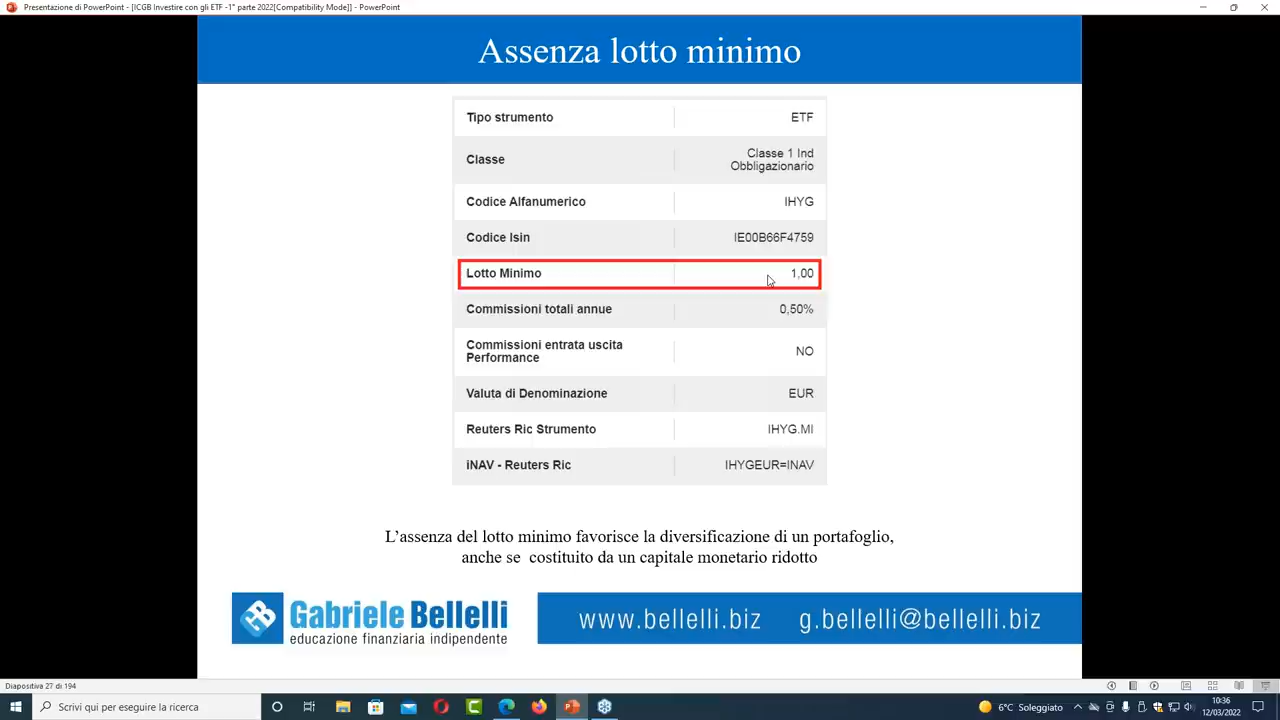 Presentazione di PowerPoint - [ICGB Investire con gli ETF -1° parte 2022[Compatibility Mode]] - PowerPoint
Assenza lotto minimo
Tipo strumento ETF
Classe Classe 1 Ind
Obbligazionario
Codice Alfanumerico IHYG
Codice Isin IE00B66F4759
Lotto Minimo 1,00
Commissioni totali annue 0,50%
Commissioni entrata uscita
Performance NO
Valuta di Denominazione EUR
Reuters Ric Strumento IHYG.MI
iNAV - Reuters Ric IHYGEUR=INAV
L'assenza del lotto minimo favorisce la diversificazione di un portafoglio,
anche se costituito da un capitale monetario ridotto
Gabriele Bellelli
educazione finanziaria indipendente
www.bellelli.biz g.bellelli@bellelli.biz
Diapositiva 27 di 194
Scrivi qui per eseguire la ricerca
6°C Soleggiato
10:36
12/03/2022